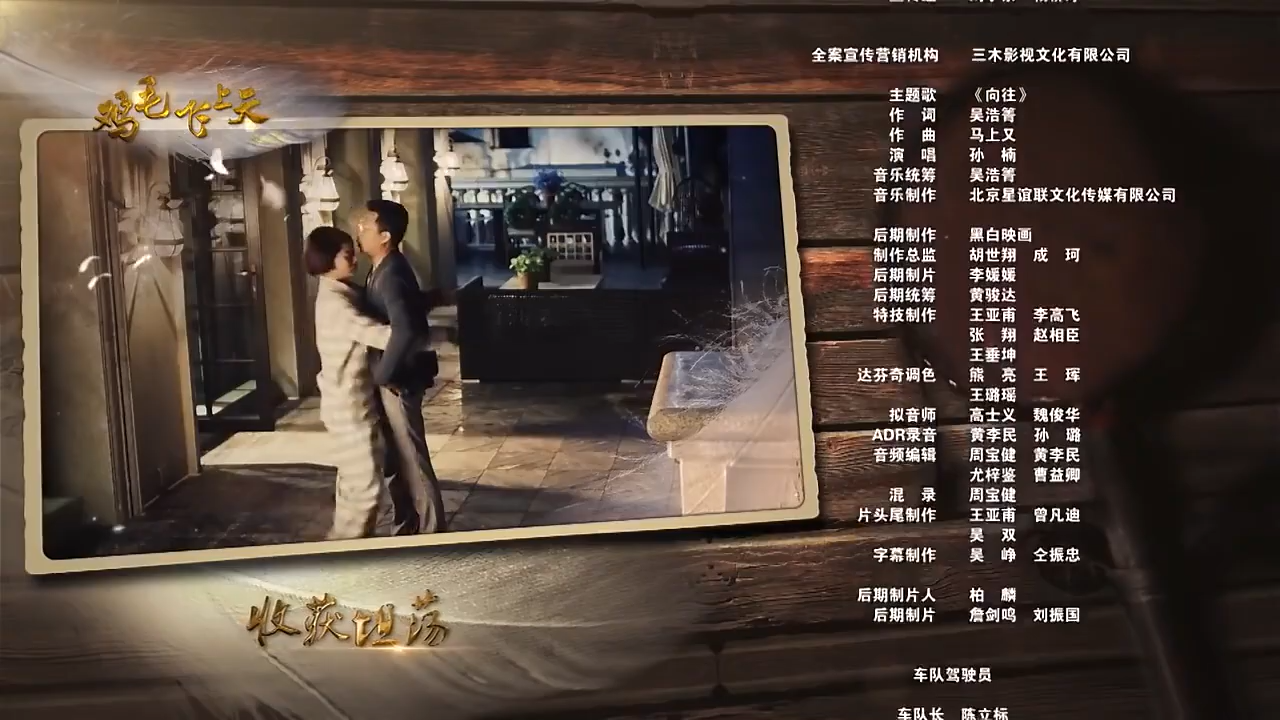 鸡毛飞上天
收获坦荡
全案宣传营销机构 三木影视文化有限公司
主题歌 《向往》
作 词 吴浩箐
作 曲 马上又
演 唱 孙 楠
音乐统筹 吴浩箐
音乐制作 北京星谊联文化传媒有限公司
后期制作 黑白映画
制作总监 胡世翔 成 珂
后期制片 李媛媛
后期统筹 黄骏达
特技制作 王亚甫 李高飞
张 翔 赵相臣
王垂坤
达芬奇调色 熊 亮 王 珲
王璐瑶
拟音师 高士义 魏俊华
ADR录音 黄李民 孙 璐
音频编辑 周宝健 黄李民
尤梓鉴 曹益卿
混 录 周宝健
片头尾制作 王亚甫 曾凡迪
吴 双
字幕制作 吴 峥 仝振忠
后期制片人 柏 麟
后期制片 詹剑鸣 刘振国
车队驾驶员
车队长 陈立标